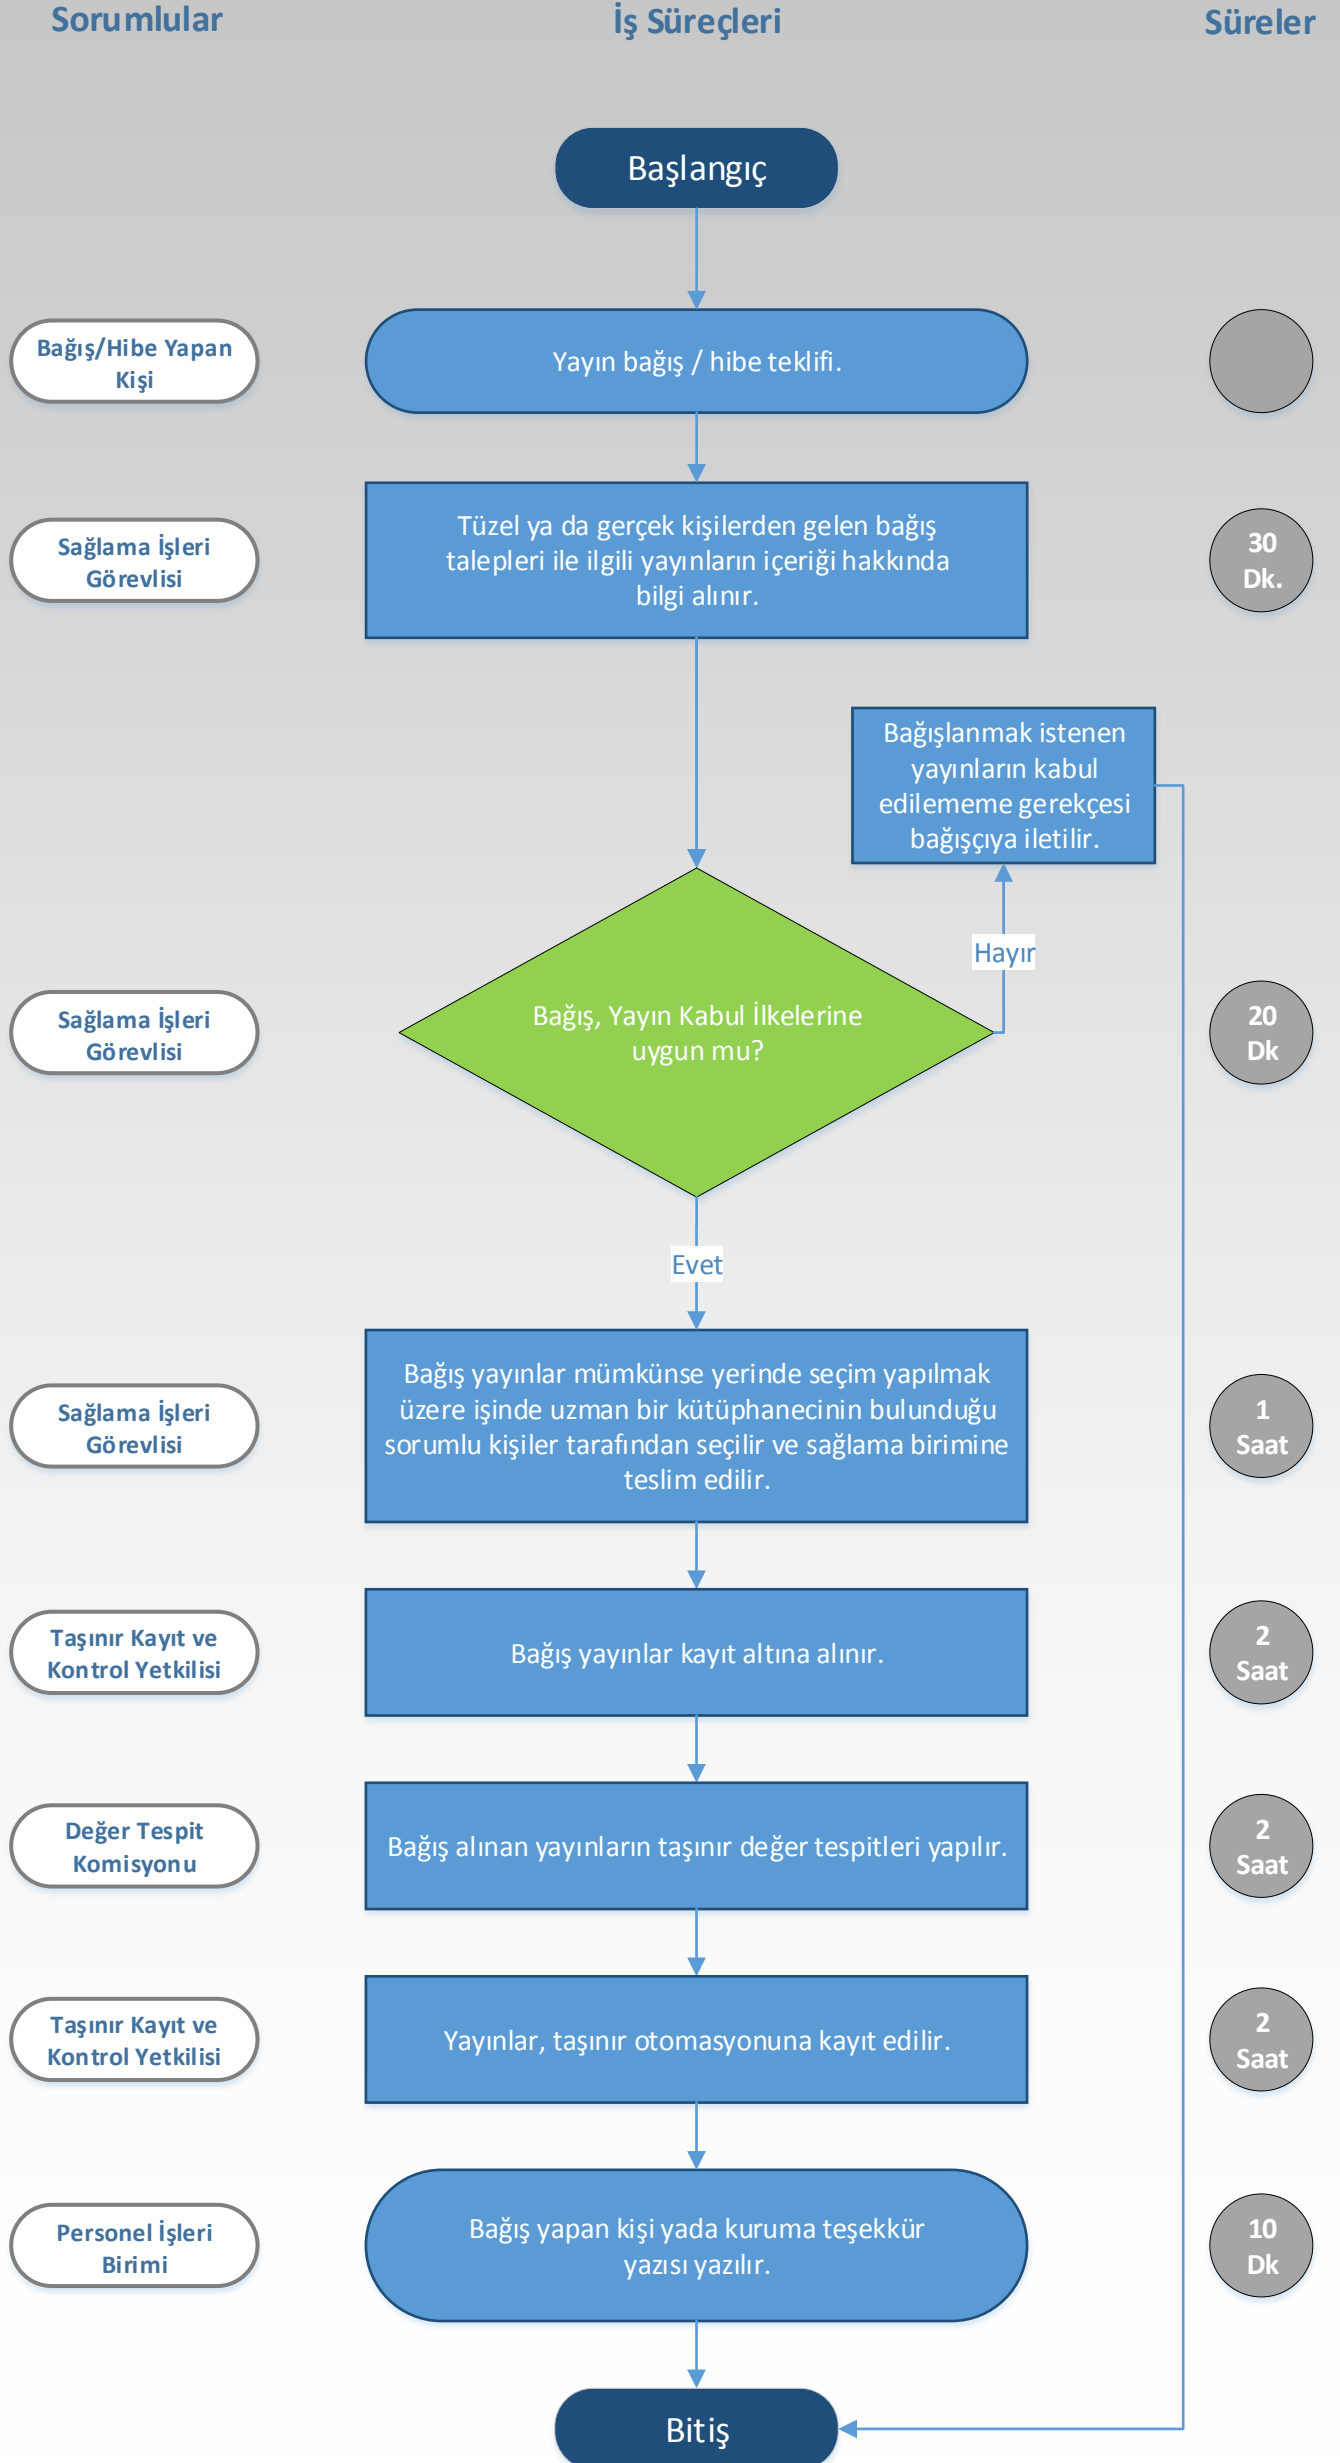 Sorumlular
İş Süreçleri
Süreler
Başlangıç
Bağış/Hibe Yapan
Kişi
Yayın bağış / hibe teklifi.
Sağlama İşleri
Görevlisi
Tüzel ya da gerçek kişilerden gelen bağış
talepleri ile ilgili yayınların içeriği hakkında
bilgi alınır.
30
Dk.
Bağışlanmak istenen
yayınların kabul
edilememe gerekçesi
bağışçıya iletilir.
Hayır
Sağlama İşleri
Görevlisi
Bağış, Yayın Kabul İlkelerine
uygun mu?
20
Dk
Evet
Sağlama İşleri
Görevlisi
Bağış yayınlar mümkünse yerinde seçim yapılmak
üzere işinde uzman bir kütüphanecinin bulunduğu
sorumlu kişiler tarafından seçilir ve sağlama birimine
teslim edilir.
1
Saat
Taşınır Kayıt ve
Kontrol Yetkilisi
Bağış yayınlar kayıt altına alınır.
2
Saat
Değer Tespit
Komisyonu
Bağış alınan yayınların taşınır değer tespitleri yapılır.
2
Saat
Taşınır Kayıt ve
Kontrol Yetkilisi
Yayınlar, taşınır otomasyonuna kayıt edilir.
2
Saat
Personel İşleri
Birimi
Bağış yapan kişi yada kuruma teşekkür
yazısı yazılır.
10
Dk
Bitiş